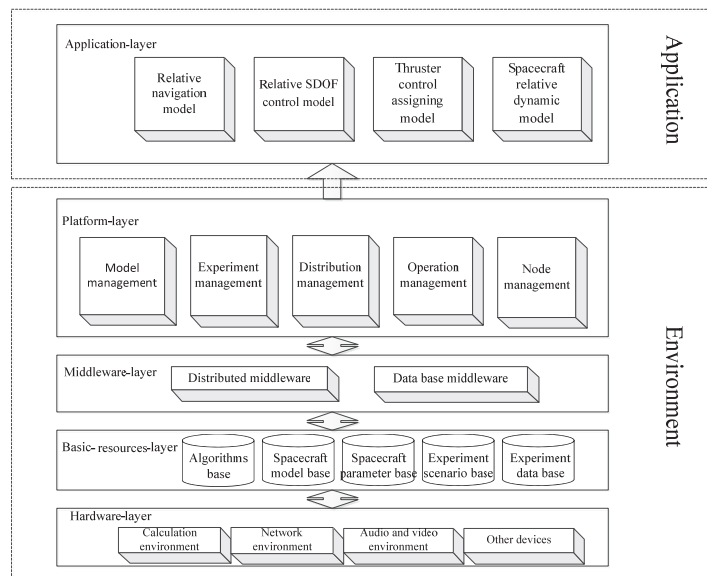 Application-layer
Relative
navigation
model
Relative SDOF
control model
Thruster
control
assigning
model
Spacecraft
relative
dynamic
model
Application
Platform-layer
Model
management
Experiment
management
Distribution
management
Operation
management
Node
management
Middleware-layer
Distributed middleware
Data base middleware
Basic-resources-layer
Algorithms
base
Spacecraft
model base
Spacecraft
parameter base
Experiment
scenario base
Experiment
data base
Hardware-layer
Calculation
environment
Network
environment
Audio and video
environment
Other devices
Environment